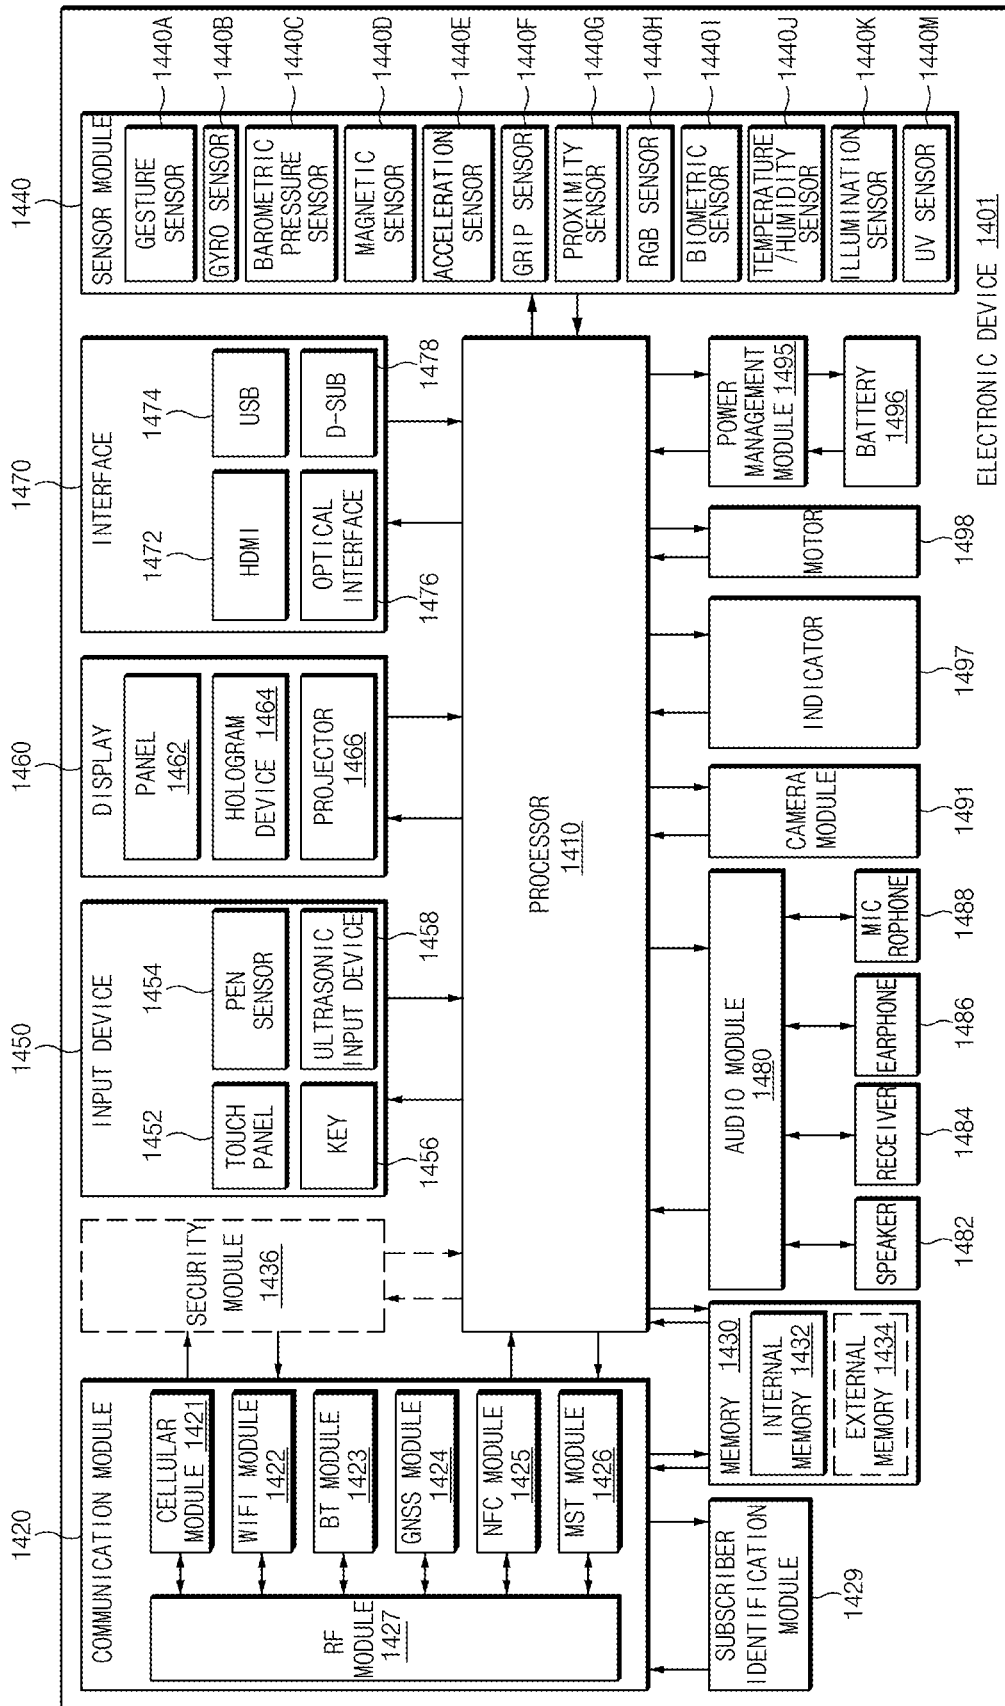 ELECTRONIC DEVICE 1401
1420
COMMUNICATION MODULE
RF
MODULE
1427
CELLULAR
MODULE 1421
WIFI MODULE
1422
BT MODULE
1423
GNSS MODULE
1424
NFC MODULE
1425
MST MODULE
1426
SECURITY
MODULE
1436
1450
INPUT DEVICE
1452
TOUCH
PANEL
1454
PEN
SENSOR
KEY
1456
ULTRASONIC
INPUT DEVICE
1458
1460
DISPLAY
PANEL
1462
HOLOGRAM
DEVICE 1464
PROJECTOR
1466
1470
INTERFACE
1472
HDMI
1474
USB
OPTICAL
INTERFACE
1476
D-SUB
1478
1440
SENSOR MODULE
GESTURE
SENSOR
1440A
GYRO SENSOR
1440B
BAROMETRIC
PRESSURE
SENSOR
1440C
MAGNETIC
SENSOR
1440D
ACCELERATION
SENSOR
1440E
GRIP SENSOR
1440F
PROXIMITY
SENSOR
1440G
RGB SENSOR
1440H
BIOMETRIC
SENSOR
1440I
TEMPERATURE
/HUMIDITY
SENSOR
1440J
ILLUMINATION
SENSOR
1440K
UV SENSOR
1440M
PROCESSOR
1410
SUBSCRIBER
IDENTIFICATION
MODULE
1429
MEMORY 1430
INTERNAL
MEMORY 1432
EXTERNAL
MEMORY 1434
AUDIO MODULE
1480
SPEAKER
1482
RECEIVER
1484
EARPHONE
1486
MIC
ROPHONE
1488
CAMERA
MODULE
1491
INDICATOR
1497
MOTOR
1498
POWER
MANAGEMENT
MODULE 1495
BATTERY
1496